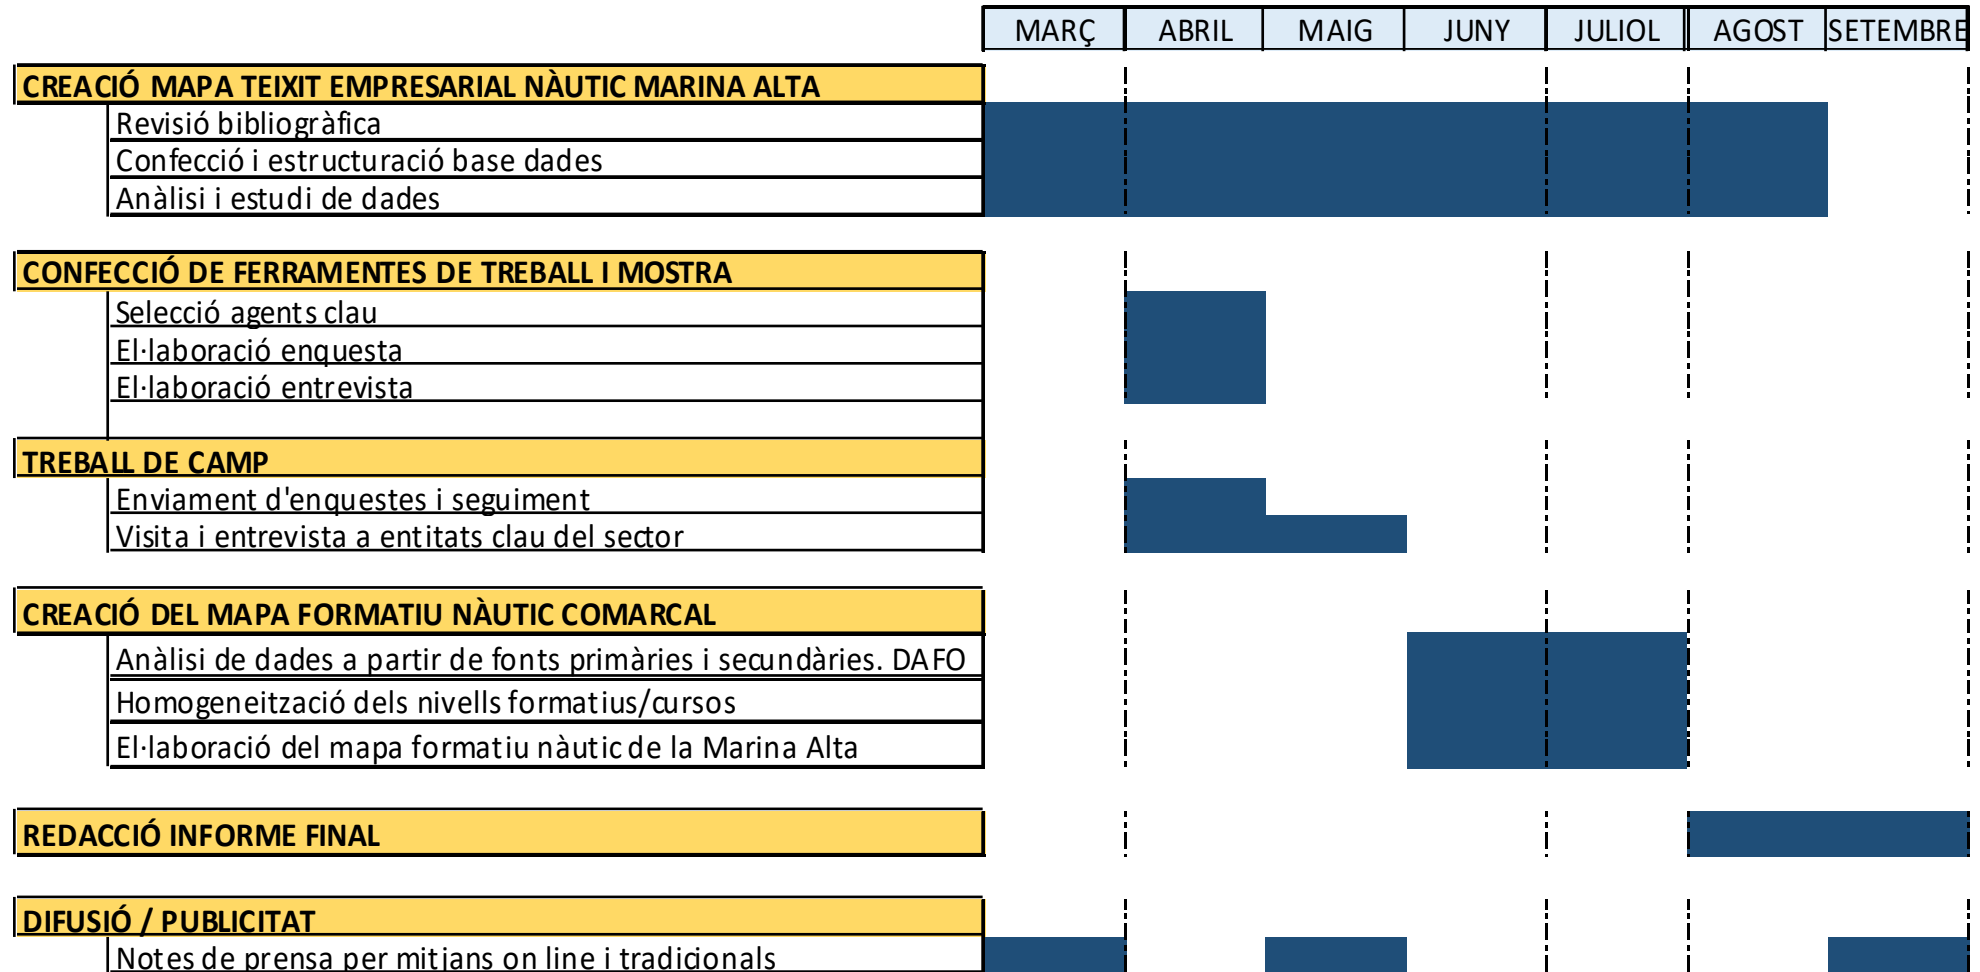 MARÇ ABRIL MAIG JUNY JULIOL AGOST SETEMBRE
CREACIÓ MAPA TEIXIT EMPRESARIAL NÀUTIC MARINA ALTA
Revisió bibliogràfica
Confecció i estructuració base dades
Anàlisi i estudi de dades
CONFECCIÓ DE FERRAMENTES DE TREBALL I MOSTRA
Selecció agents clau
El·laboració enquesta
El·laboració entrevista
TREBALL DE CAMP
Enviament d'enquestes i seguiment
Visita i entrevista a entitats clau del sector
CREACIÓ DEL MAPA FORMATIU NÀUTIC COMARCAL
Anàlisi de dades a partir de fonts primàries i secundàries. DAFO
Homogeneització dels nivells formatius/cursos
El·laboració del mapa formatiu nàutic de la Marina Alta
REDACCIÓ INFORME FINAL
DIFUSIÓ / PUBLICITAT
Notes de prensa per mitjans on line i tradicionals